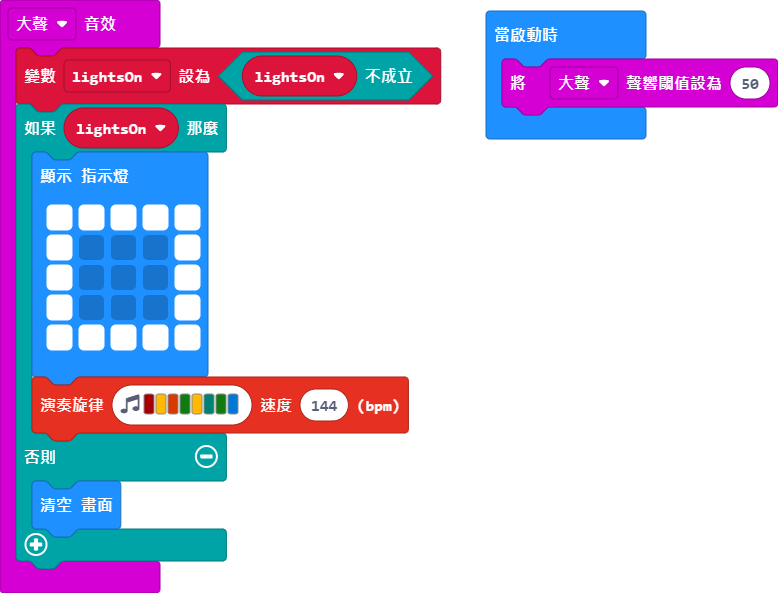 大聲 音效
變數 lightsOn 設為 lightsOn 不成立
如果 lightsOn 那麼
顯示 指示燈
演奏旋律 速度 144 (bpm)
否則
清空 畫面
當啟動時
將 大聲 聲響閾值設為 50